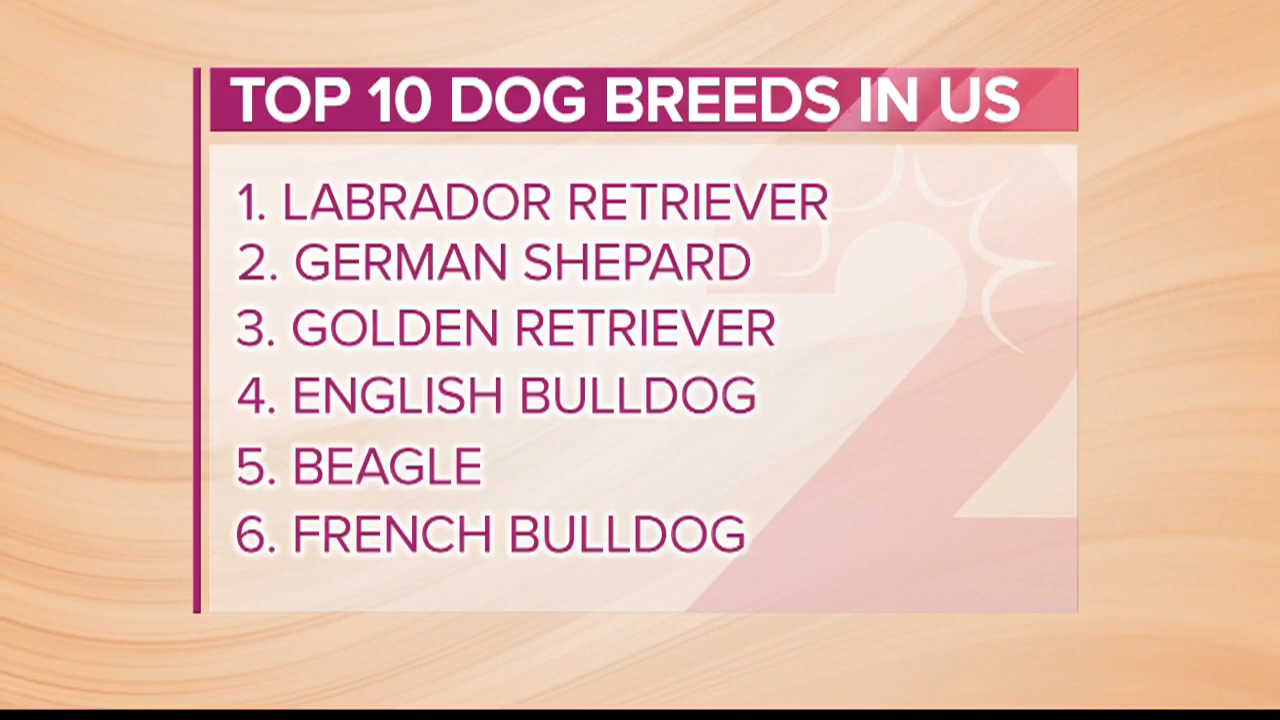 TOP 10 DOG BREEDS IN US
1. LABRADOR RETRIEVER
2. GERMAN SHEPARD
3. GOLDEN RETRIEVER
4. ENGLISH BULLDOG
5. BEAGLE
6. FRENCH BULLDOG